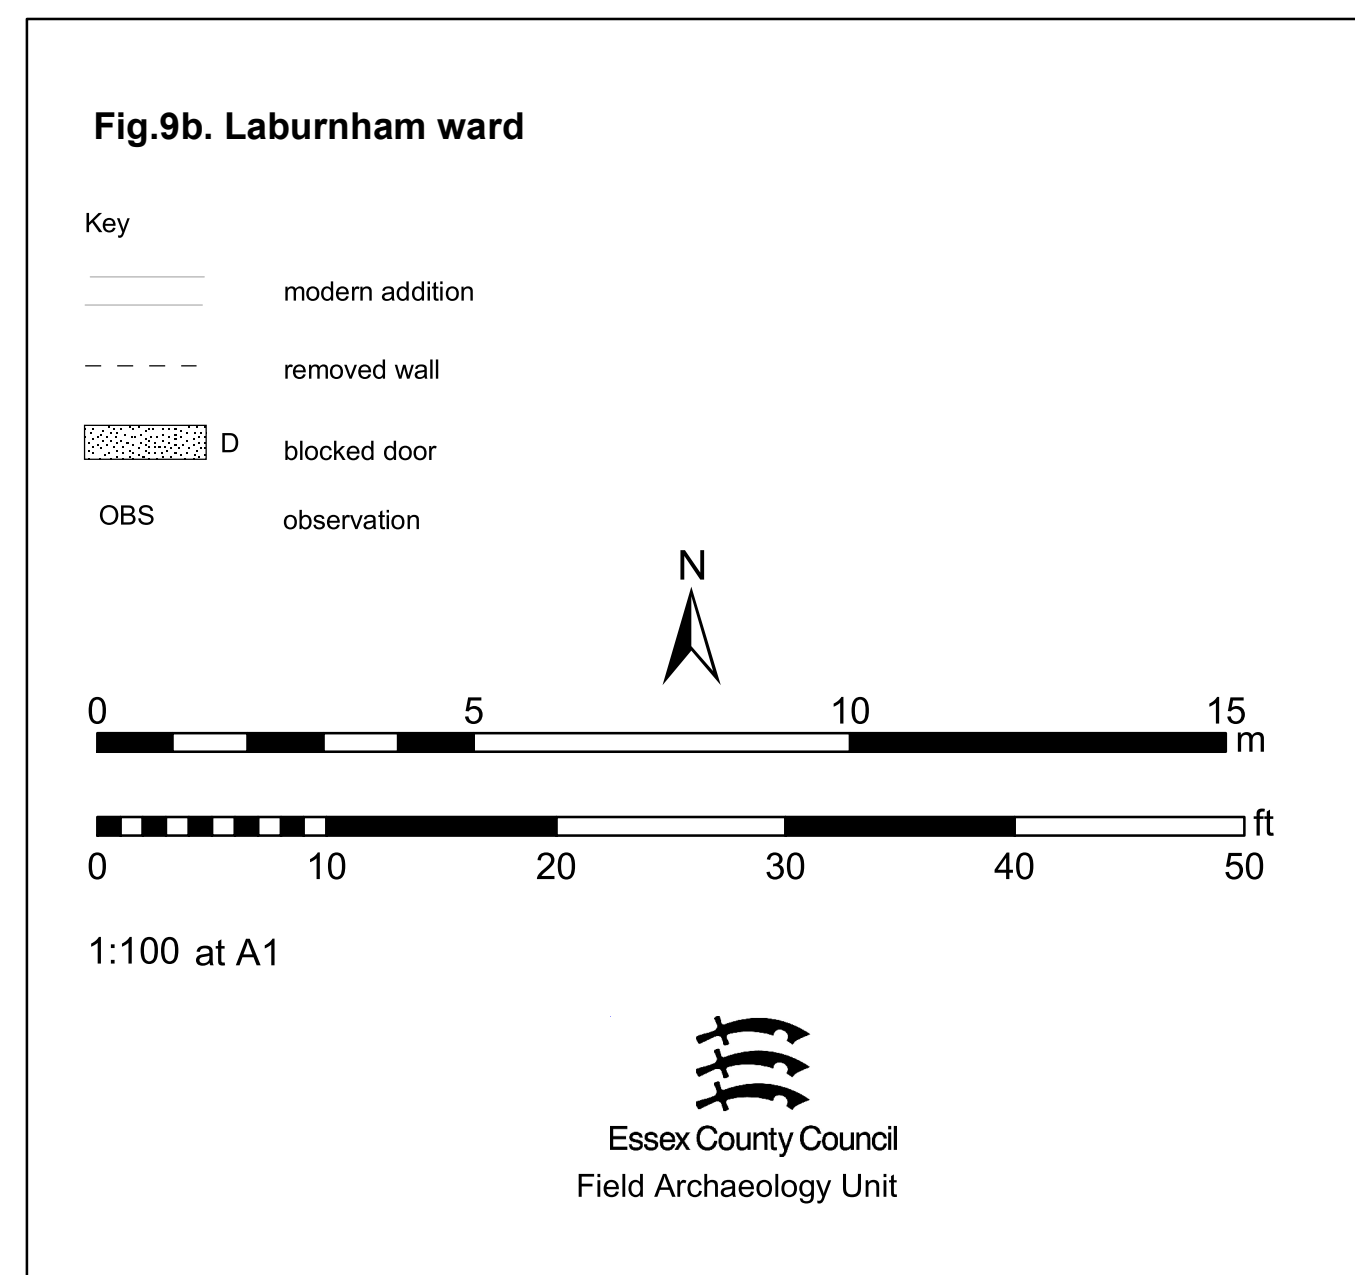 Fig.9b. Laburnham ward
Key
modern addition
removed wall
D blocked door
OBS observation
N
0 5 10 15
m
ft
0 10 20 30 40 50
1:100 at A1
Essex County Council
Field Archaeology Unit